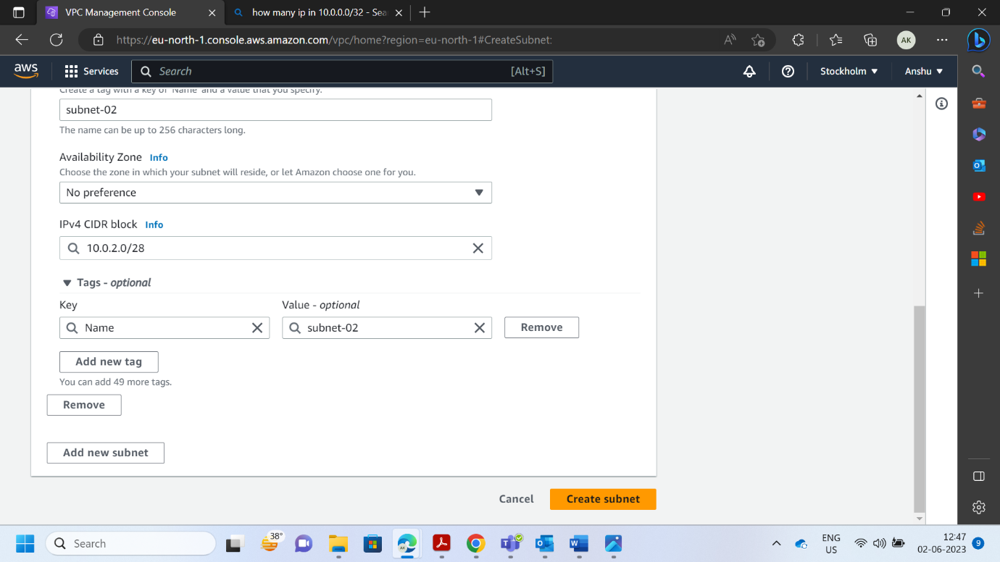 VPC Management Console
how many ip in 10.0.0.0/32 - Sea
https://eu-north-1.console.aws.amazon.com/vpc/home?region=eu-north-1#CreateSubnet:
AK
aws
Services
Search
[Alt+S]
Stockholm
Anshu
Create a tag with a key of 'Name' and a value that you specify.
subnet-02
The name can be up to 256 characters long.
Availability Zone Info
Choose the zone in which your subnet will reside, or let Amazon choose one for you.
No preference
IPv4 CIDR block Info
10.0.2.0/28
Tags - optional
Key
Value - optional
Name
subnet-02
Remove
Add new tag
You can add 49 more tags.
Remove
Add new subnet
Cancel
Create subnet
Search
38°
ENG
US
12:47
02-06-2023
9